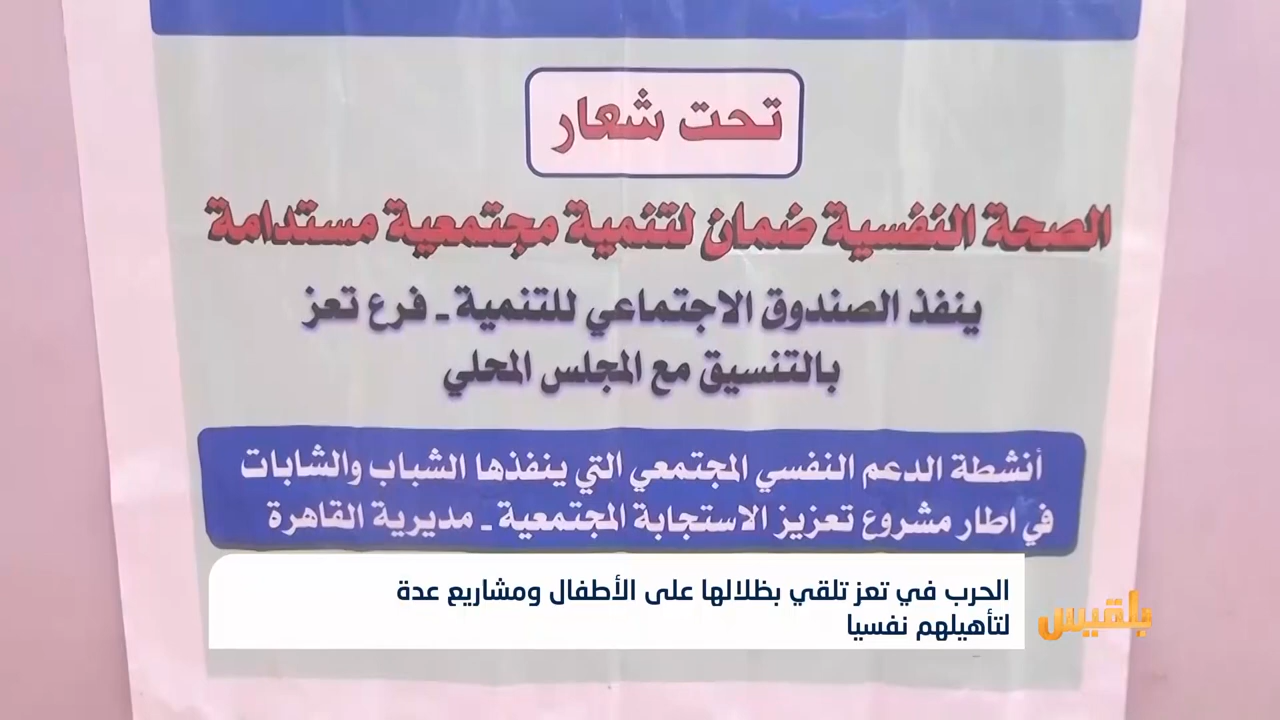 تحت شعار
الصحة النفسية ضمان لتنمية مجتمعية مستدامة
ينفذ الصندوق الاجتماعي للتنمية ـ فرع تعز
بالتنسيق مع المجلس المحلي
أنشطة الدعم النفسي المجتمعي التي ينفذها الشباب والشابات
في اطار مشروع تعزيز الاستجابة المجتمعية ـ مديرية القاهرة
الحرب في تعز تلقي بظلالها على الأطفال ومشاريع عدة
لتأهيلهم نفسيا
بلقيس